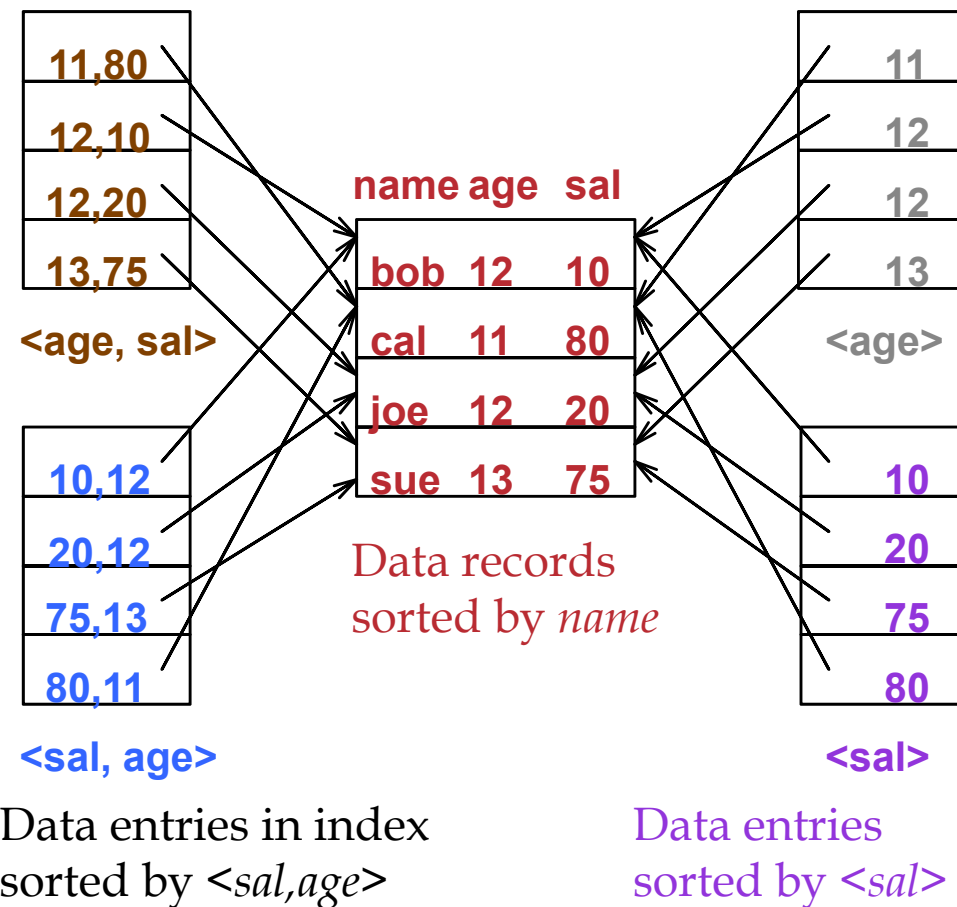 11,80
12,10
12,20
13,75
<age, sal>
10,12
20,12
75,13
80,11
<sal, age>
Data entries in index
sorted by <sal,age>
name age sal
bob 12 10
cal 11 80
joe 12 20
sue 13 75
Data records
sorted by name
11
12
12
13
<age>
10
20
75
80
<sal>
Data entries
sorted by <sal>